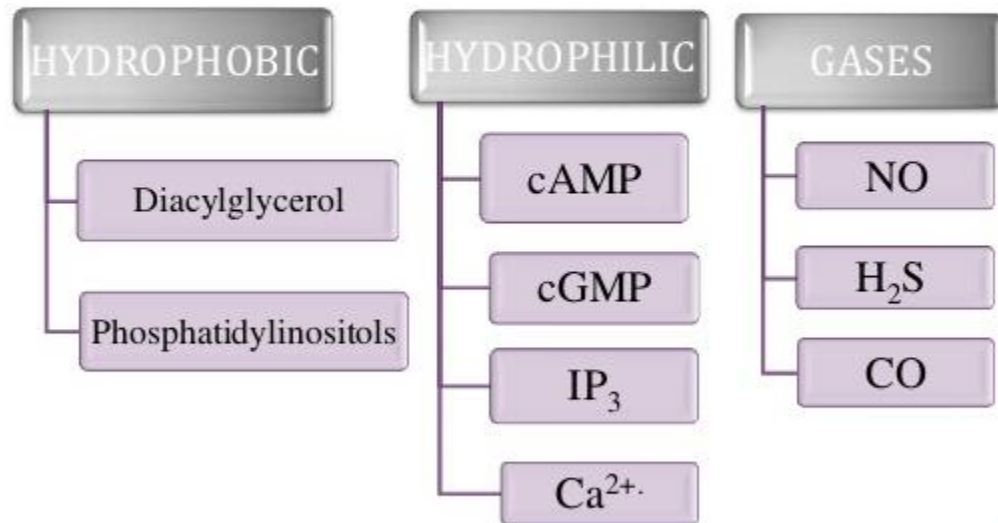 HYDROPHOBIC
Diacylglycerol
Phosphatidylinositols
HYDROPHILIC
cAMP
cGMP
IP₃
Ca²⁺·
GASES
NO
H₂S
CO